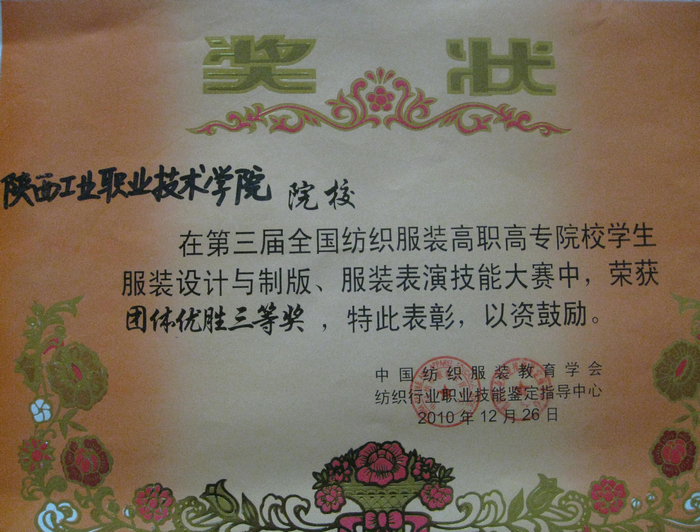 奖状
陕西工业职业技术学院 院校
在第三届全国纺织服装高职高专院校学生
服装设计与制版、服装表演技能大赛中，荣获
团体优胜三等奖，特此表彰，以资鼓励。
中国纺织服装教育学会
纺织行业职业技能鉴定指导中心
2010年12月26日